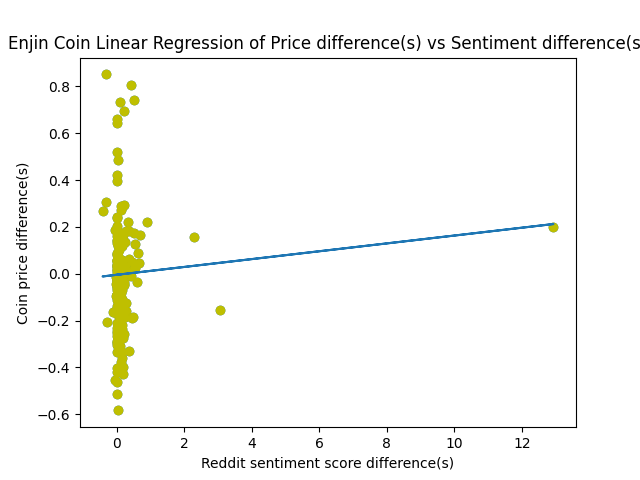 Enjin Coin Linear Regression of Price difference(s) vs Sentiment difference(s
0.8
0.6
0.4
0.2
0.0
−0.2
−0.4
−0.6
Coin price difference(s)
0 2 4 6 8 10 12
Reddit sentiment score difference(s)